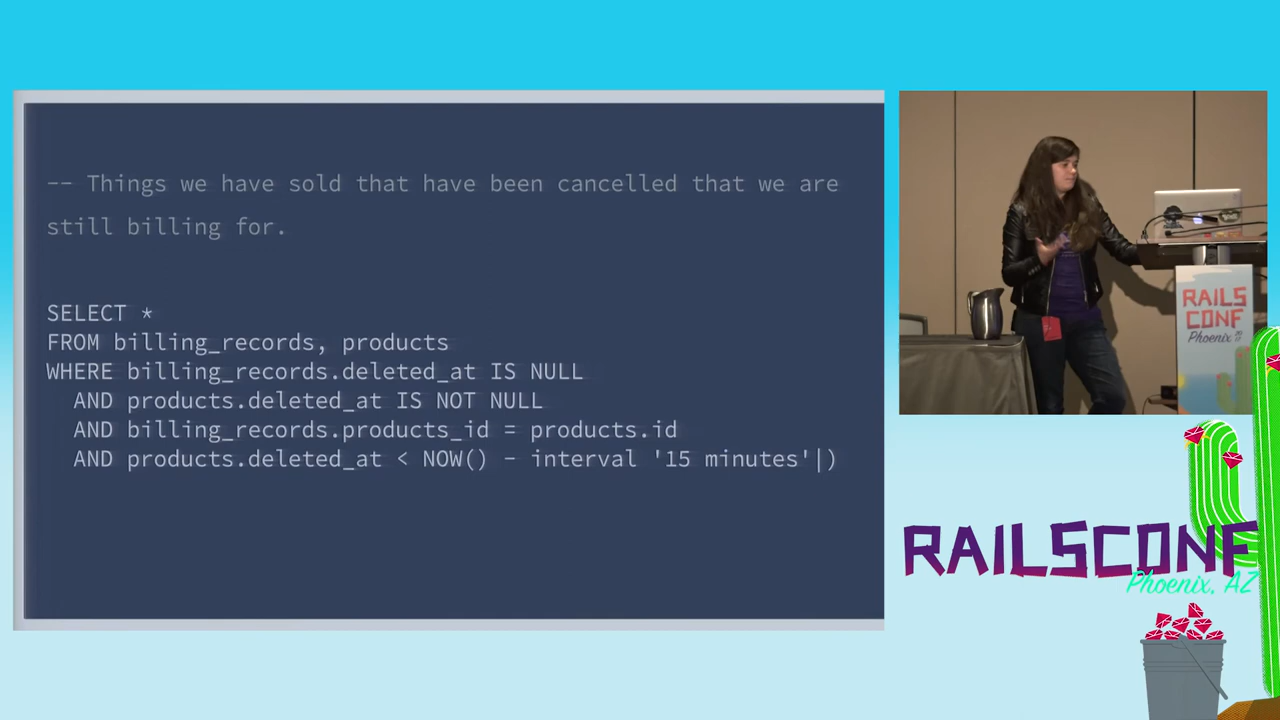 -- Things we have sold that have been cancelled that we are
still billing for.
SELECT *
FROM billing_records, products
WHERE billing_records.deleted_at IS NULL
AND products.deleted_at IS NOT NULL
AND billing_records.products_id = products.id
AND products.deleted_at < NOW() - interval '15 minutes'|)
RAILS
CONF
Phoenix
RAILSCONF
Phoenix, AZ